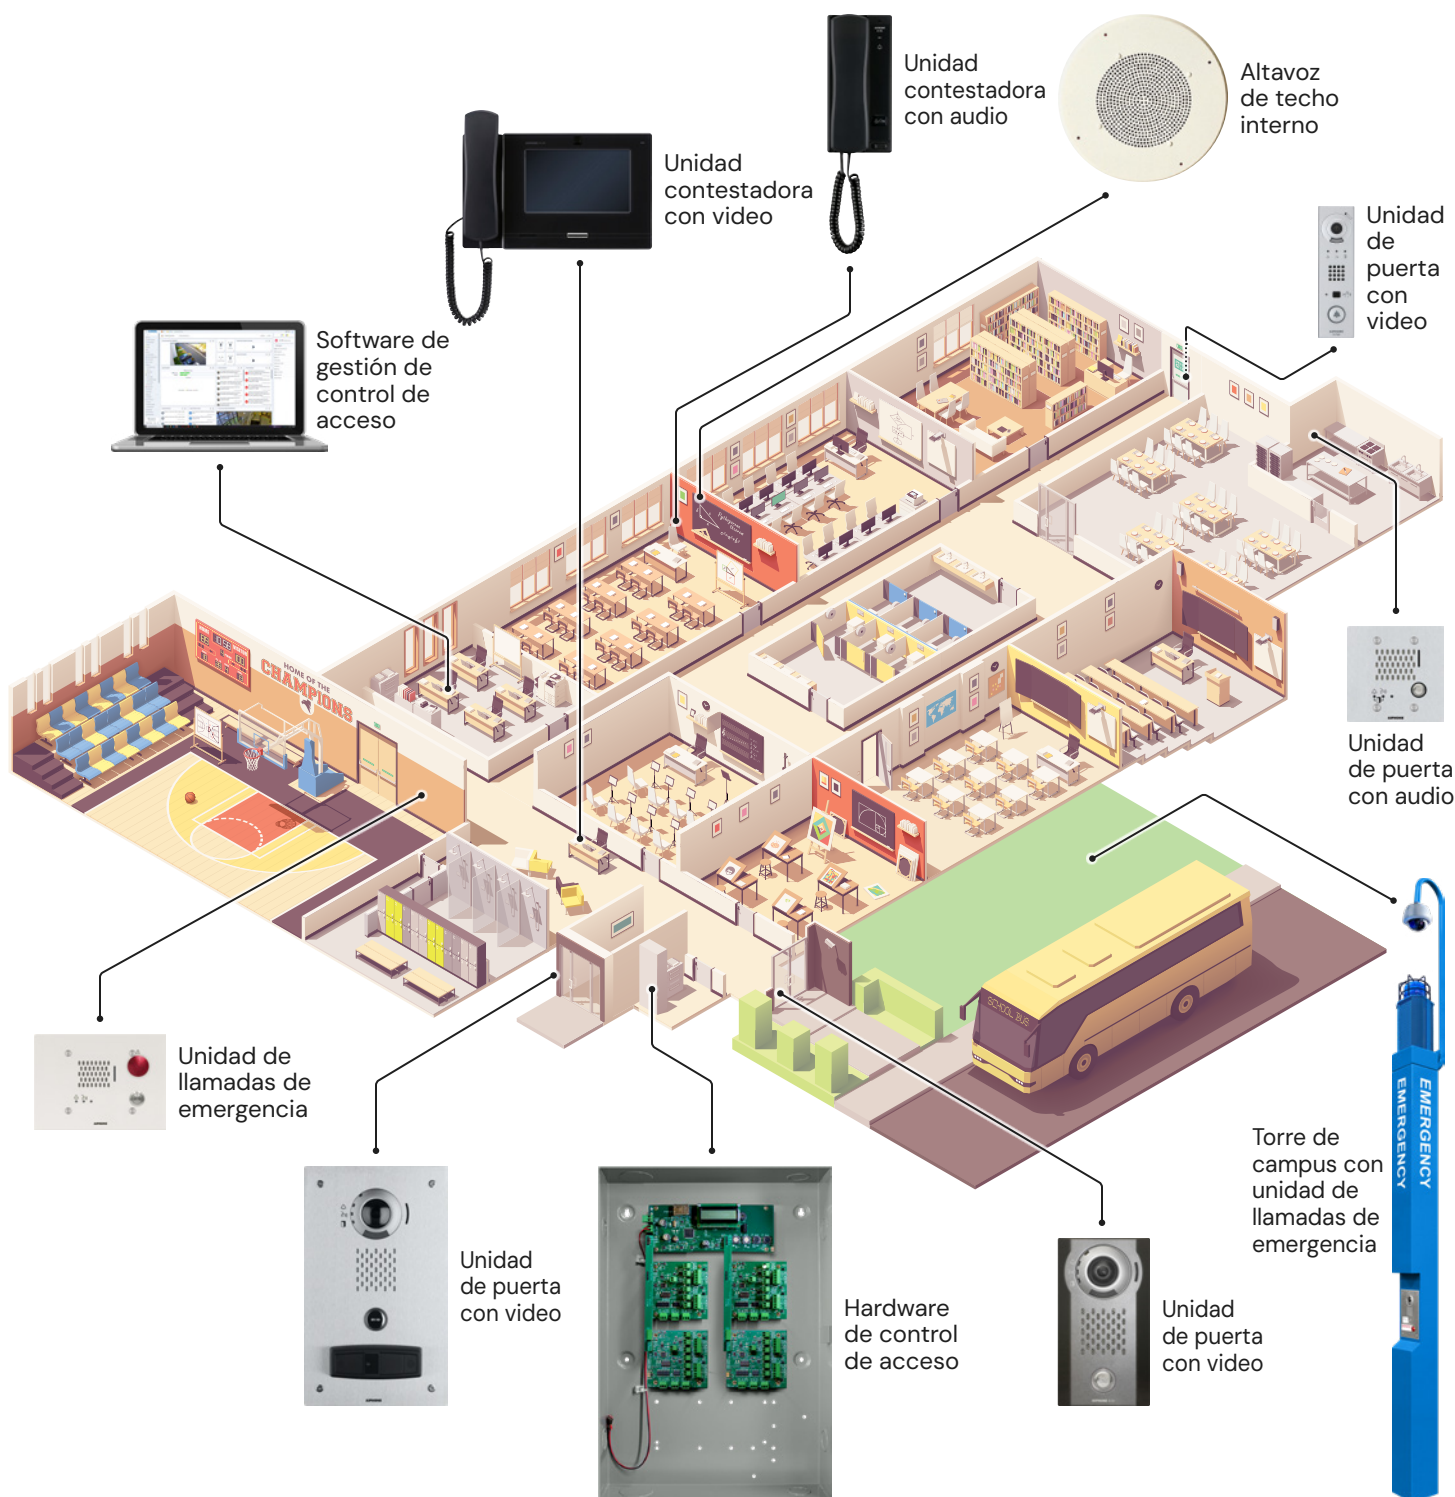 Unidad
contestadora
con audio
Altavoz
de techo
interno
Unidad
contestadora
con video
Unidad
de
puerta
con
video
Software de
gestión de
control de
acceso
HOME OF THE
CHAMPIONS
Unidad
de puerta
con audio
SCHOOL BUS
Unidad de
llamadas de
emergencia
EMERGENCY
EMERGENCY
Torre de
campus con
unidad de
llamadas de
emergencia
Unidad
de puerta
con video
Hardware
de control
de acceso
Unidad
de puerta
con video